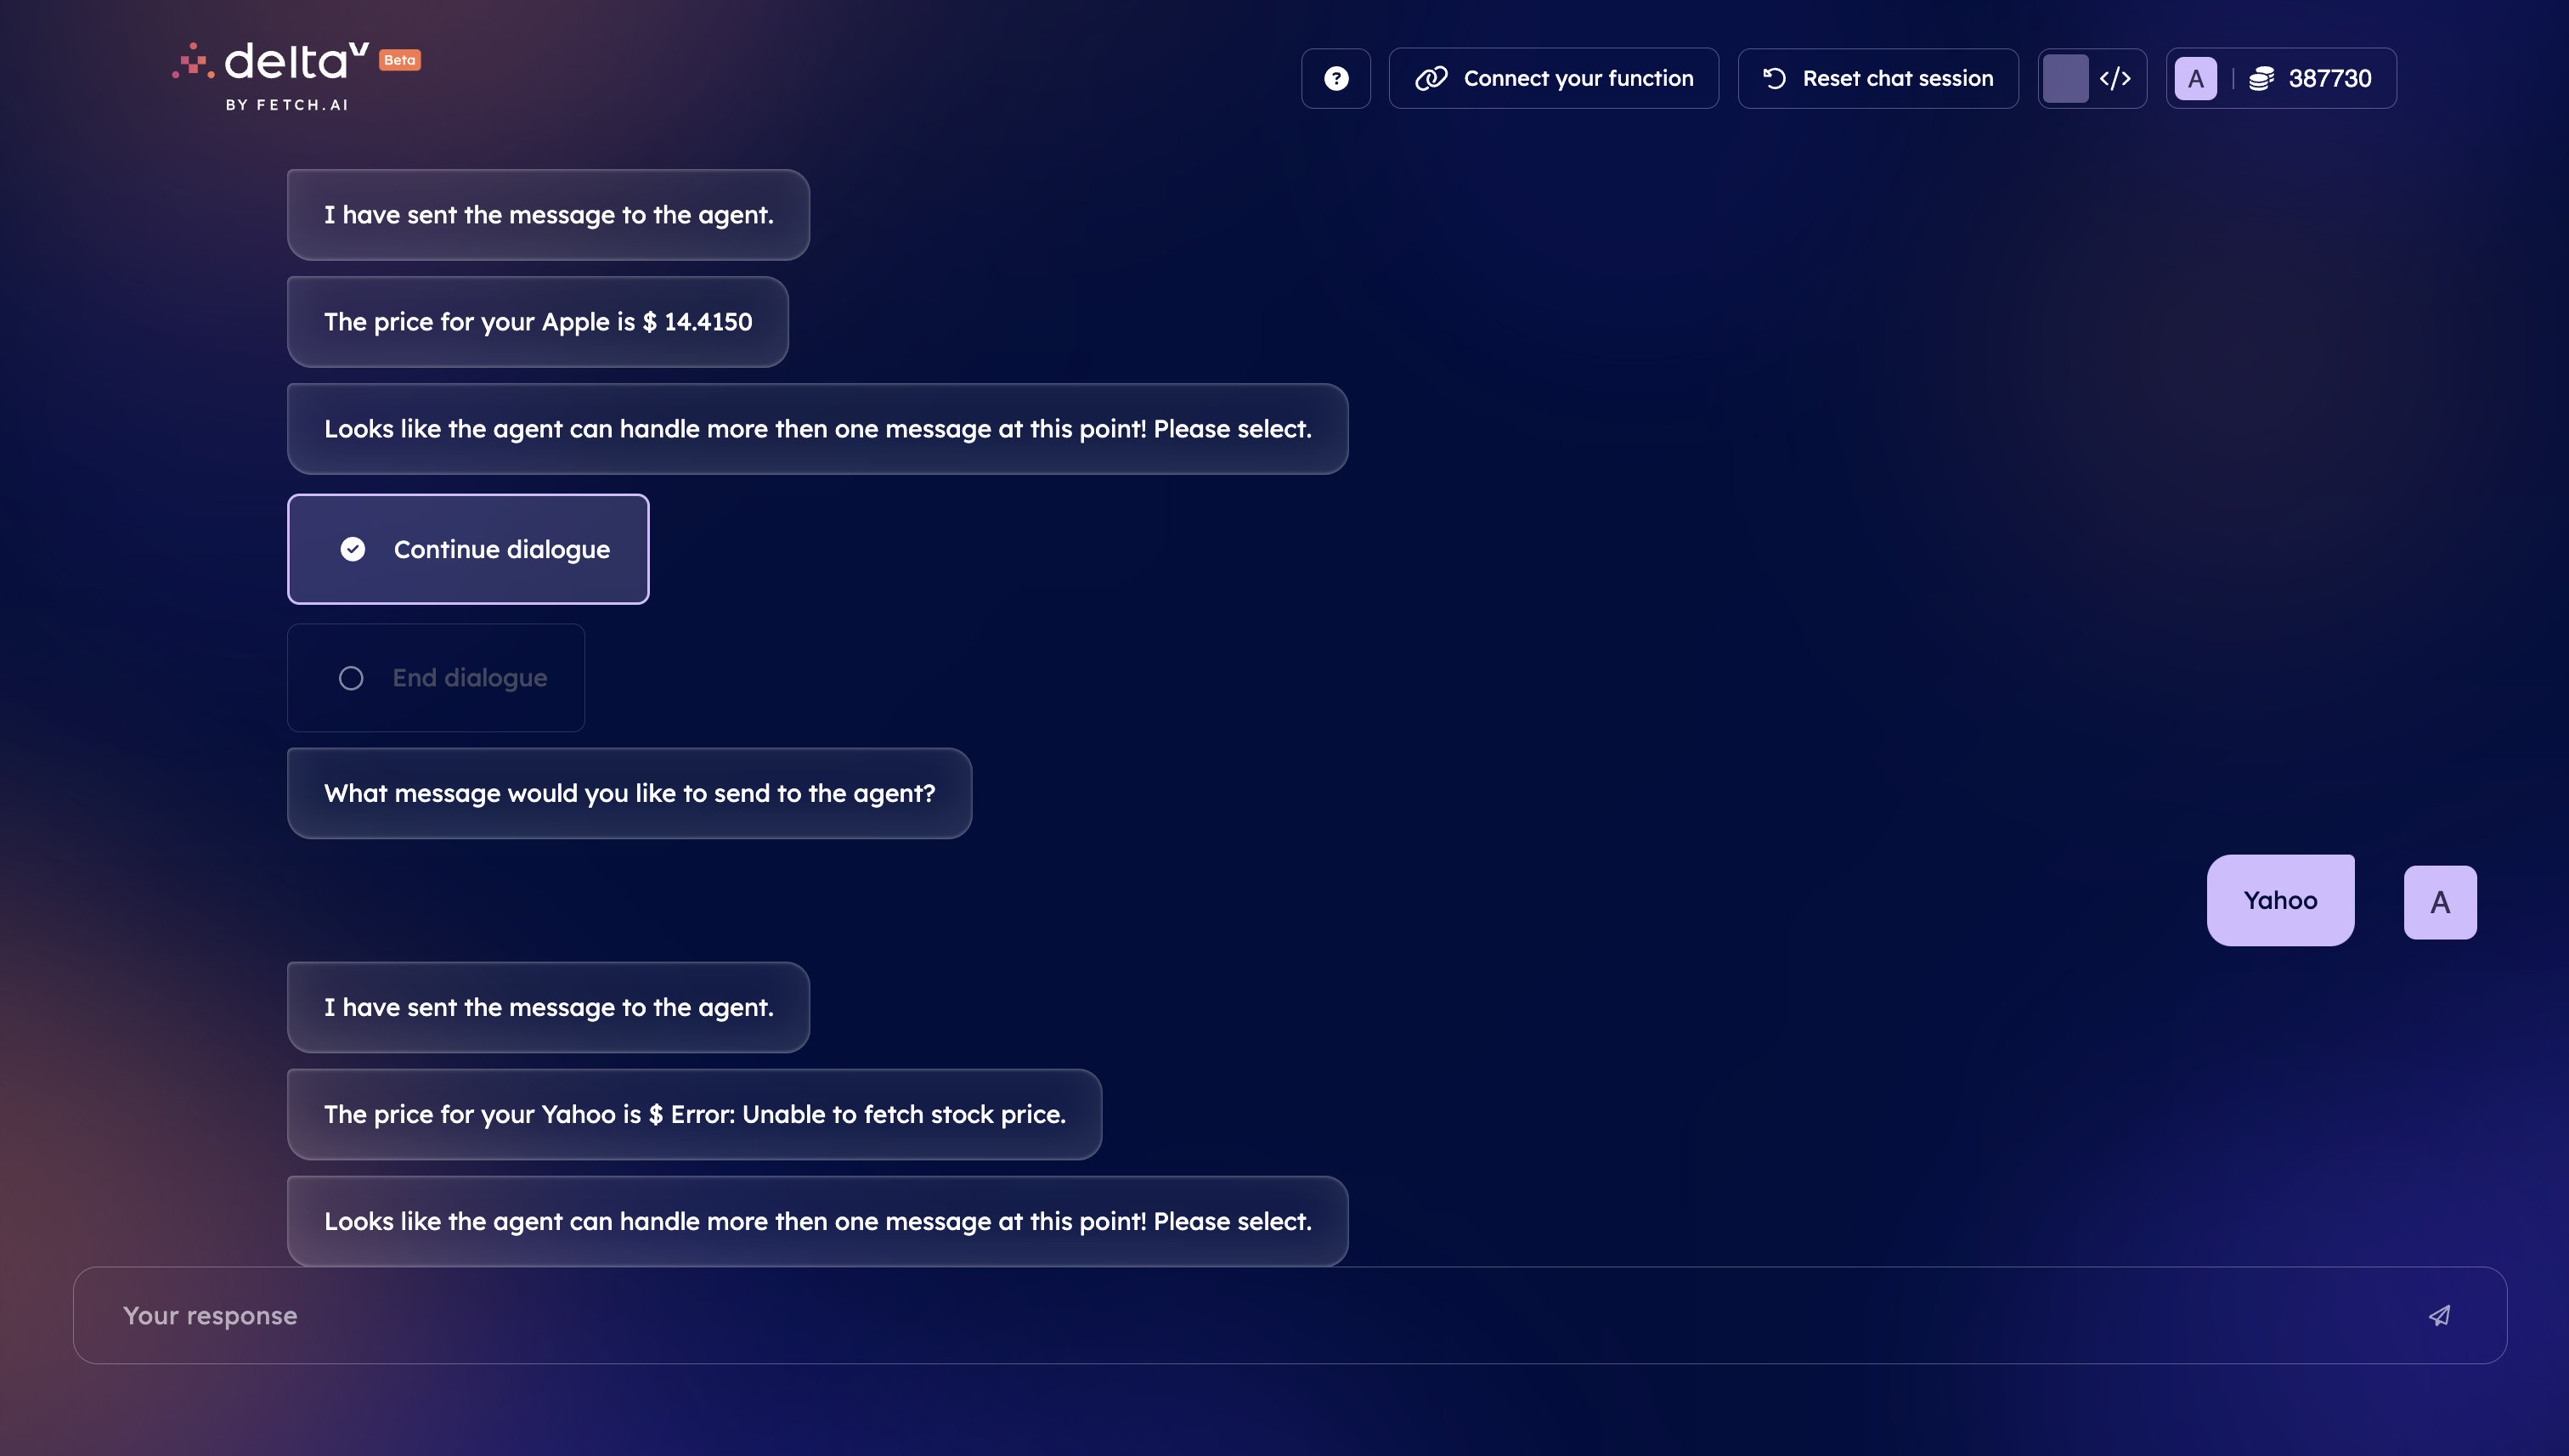 deltaV Beta
BY FETCH.AI
? Connect your function Reset chat session </> A | 387730
I have sent the message to the agent.
The price for your Apple is $ 14.4150
Looks like the agent can handle more then one message at this point! Please select.
Continue dialogue
End dialogue
What message would you like to send to the agent?
Yahoo A
I have sent the message to the agent.
The price for your Yahoo is $ Error: Unable to fetch stock price.
Looks like the agent can handle more then one message at this point! Please select.
Your response